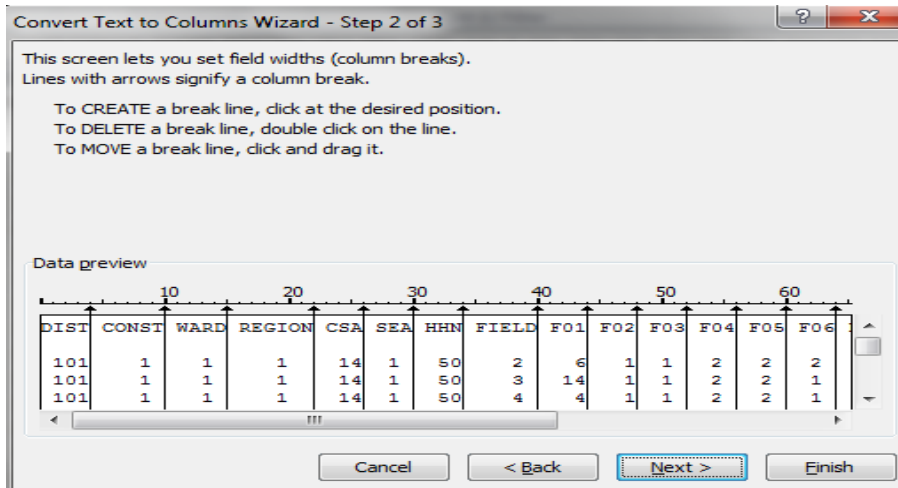 Convert Text to Columns Wizard - Step 2 of 3
?
This screen lets you set field widths (column breaks).
Lines with arrows signify a column break.
To CREATE a break line, click at the desired position.
To DELETE a break line, double click on the line.
To MOVE a break line, click and drag it.
Data preview
10 20 30 40 50 60
DIST CONST WARD REGION CSA SEA HHN FIELD F01 F02 F03 F04 F05 F06
101 1 1 1 14 1 50 2 6 1 1 2 2 2
101 1 1 1 14 1 50 3 14 1 1 2 2 1
101 1 1 1 14 1 50 4 4 1 1 2 2 1
Cancel < Back Next > Finish